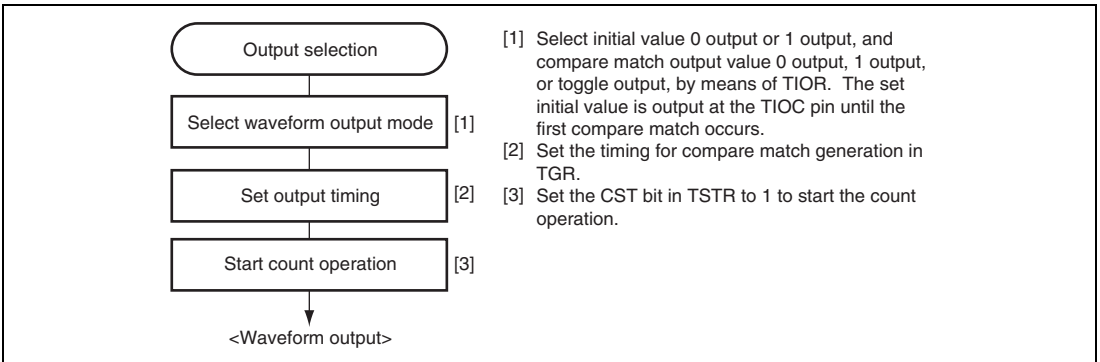 Output selection
Select waveform output mode [1]
Set output timing [2]
Start count operation [3]
<Waveform output>
[1] Select initial value 0 output or 1 output, and
compare match output value 0 output, 1 output,
or toggle output, by means of TIOR. The set
initial value is output at the TIOC pin until the
first compare match occurs.
[2] Set the timing for compare match generation in
TGR.
[3] Set the CST bit in TSTR to 1 to start the count
operation.